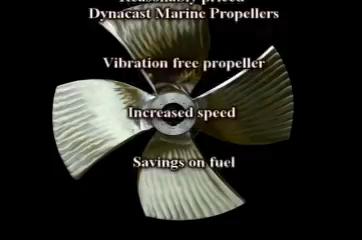 Reasonably priced
Dynacast Marine Propellers
Vibration free propeller
Increased speed
Savings on fuel